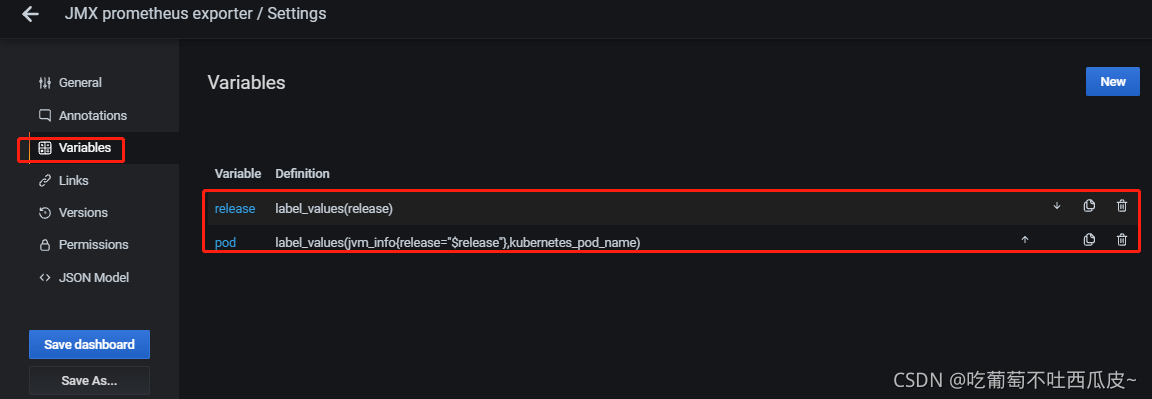 JMX prometheus exporter / Settings
General
Annotations
Variables
Links
Versions
Permissions
JSON Model
Save dashboard
Save As...
Variables
New
Variable Definition
release label_values(release)
pod label_values(jvm_info{release="$release"},kubernetes_pod_name)
CSDN @吃葡萄不吐西瓜皮~